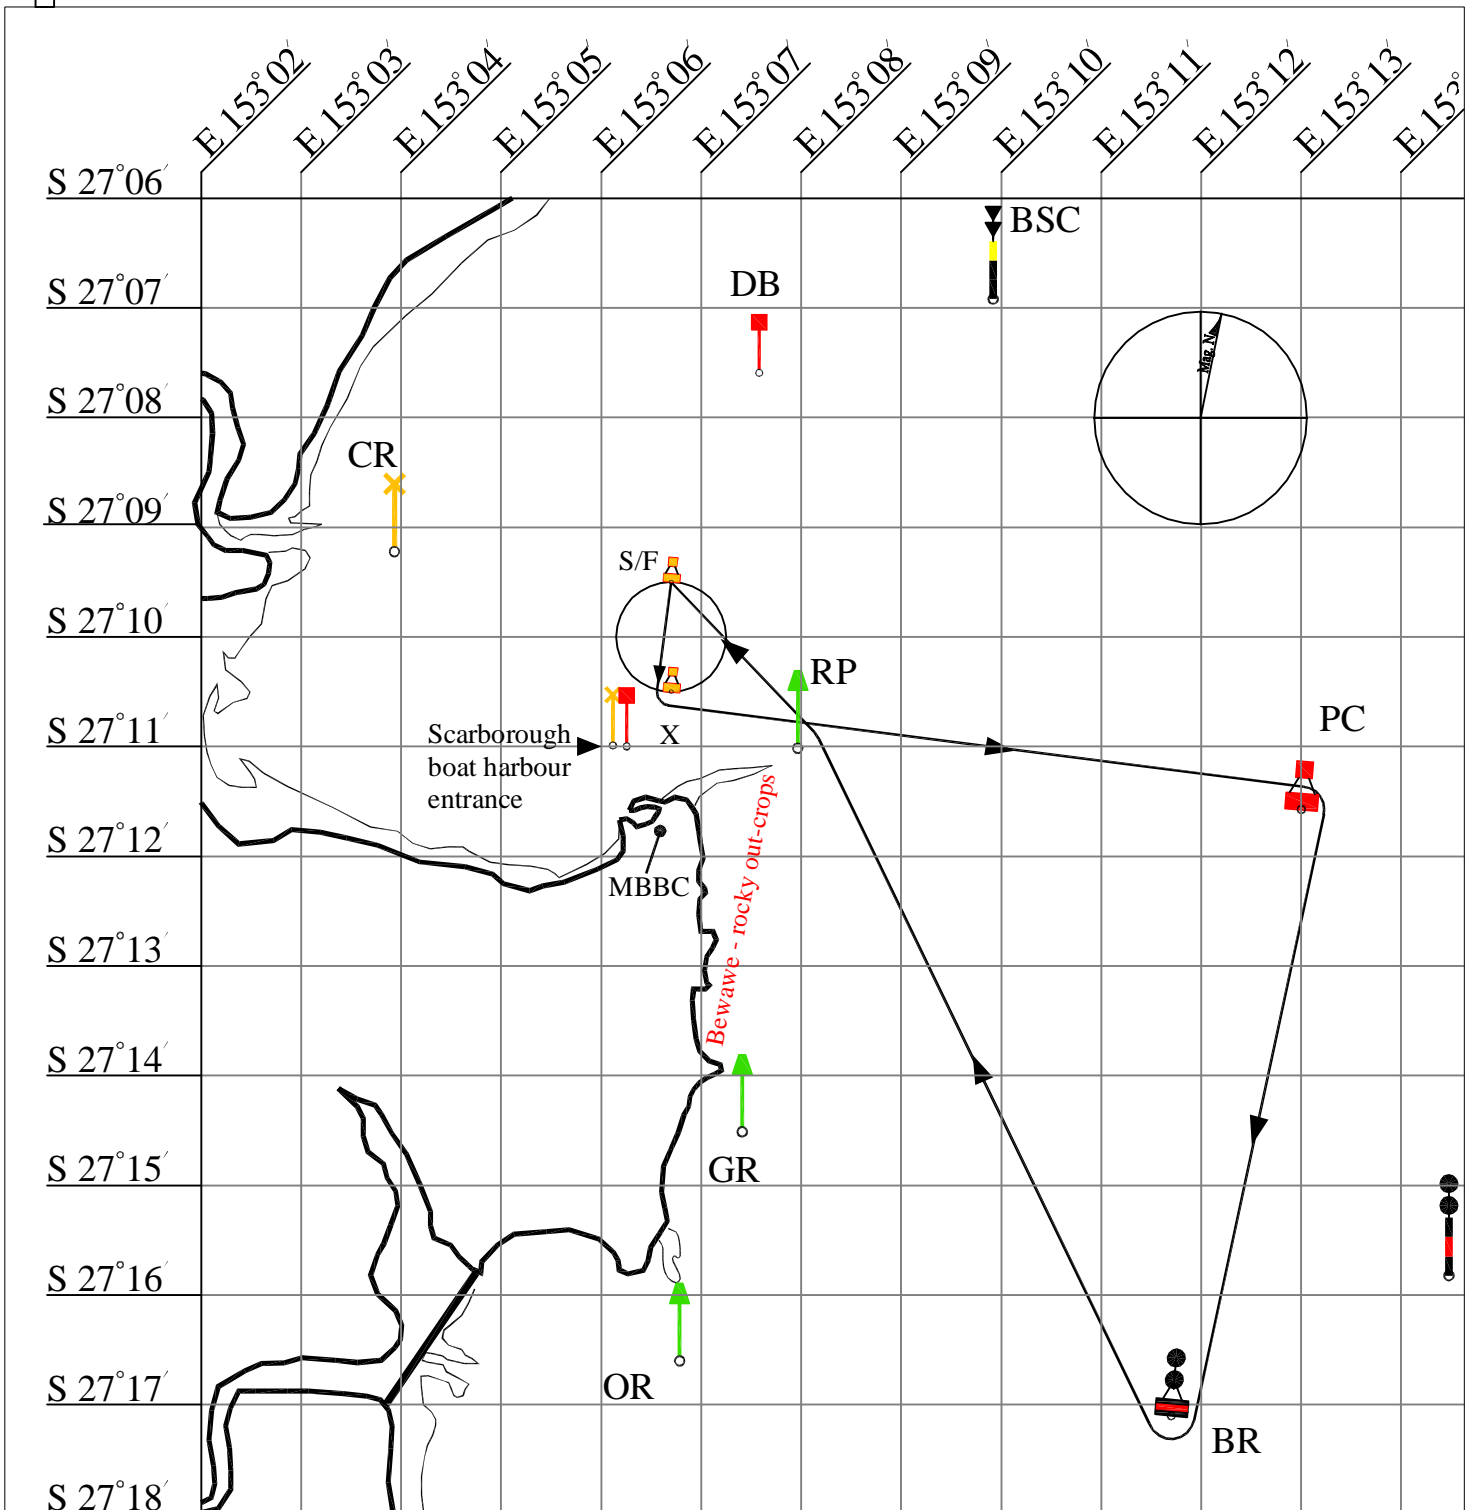 E 153°02′
E 153°03′
E 153°04′
E 153°05′
E 153°06′
E 153°07′
E 153°08′
E 153°09′
E 153°10′
E 153°11′
E 153°12′
E 153°13′
E 153°
S 27°06′
BSC
DB
S 27°07′
Mag. N
S 27°08′
CR
S 27°09′
S/F
S 27°10′
RP
PC
X
S 27°11′
Scarborough
boat harbour
entrance
Bewawe - rocky out-crops
S 27°12′
MBBC
S 27°13′
S 27°14′
GR
S 27°15′
S 27°16′
OR
S 27°17′
BR
S 27°18′